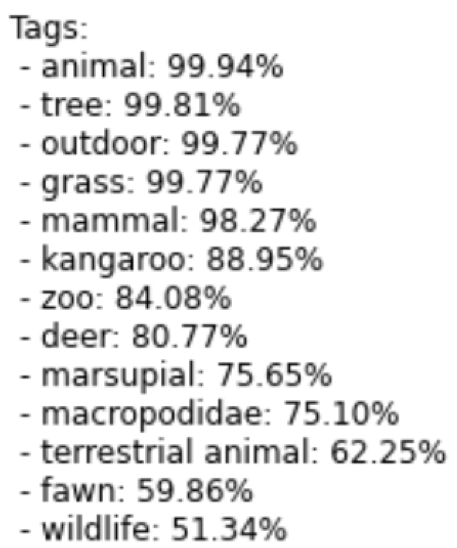 Tags:
- animal: 99.94%
- tree: 99.81%
- outdoor: 99.77%
- grass: 99.77%
- mammal: 98.27%
- kangaroo: 88.95%
- zoo: 84.08%
- deer: 80.77%
- marsupial: 75.65%
- macropodidae: 75.10%
- terrestrial animal: 62.25%
- fawn: 59.86%
- wildlife: 51.34%